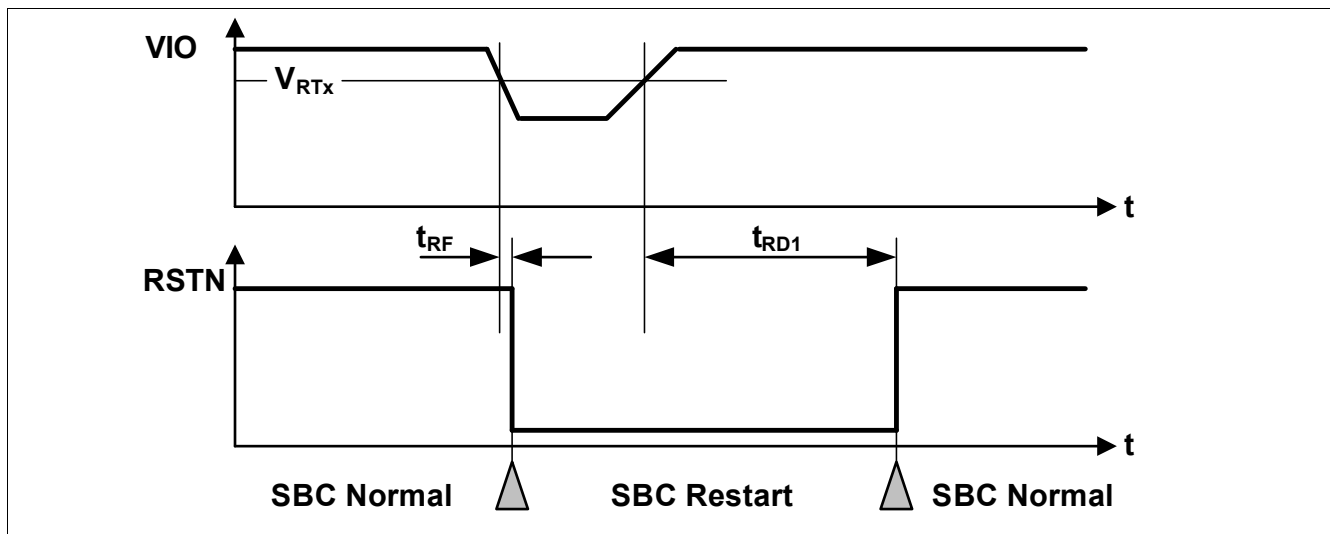 VIO
VRTx
t
tRF
tRD1
RSTN
t
SBC Normal
SBC Restart
SBC Normal